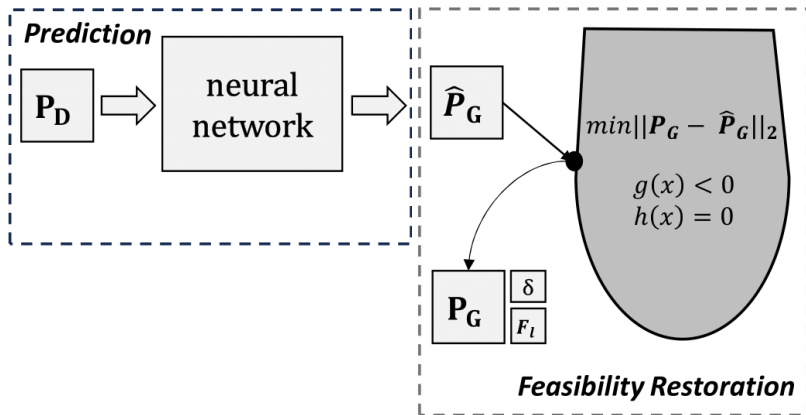 Prediction
P_D
neural
network
P̂_G
min||P_G − P̂_G||_2
g(x) < 0
h(x) = 0
P_G
δ
F_l
Feasibility Restoration